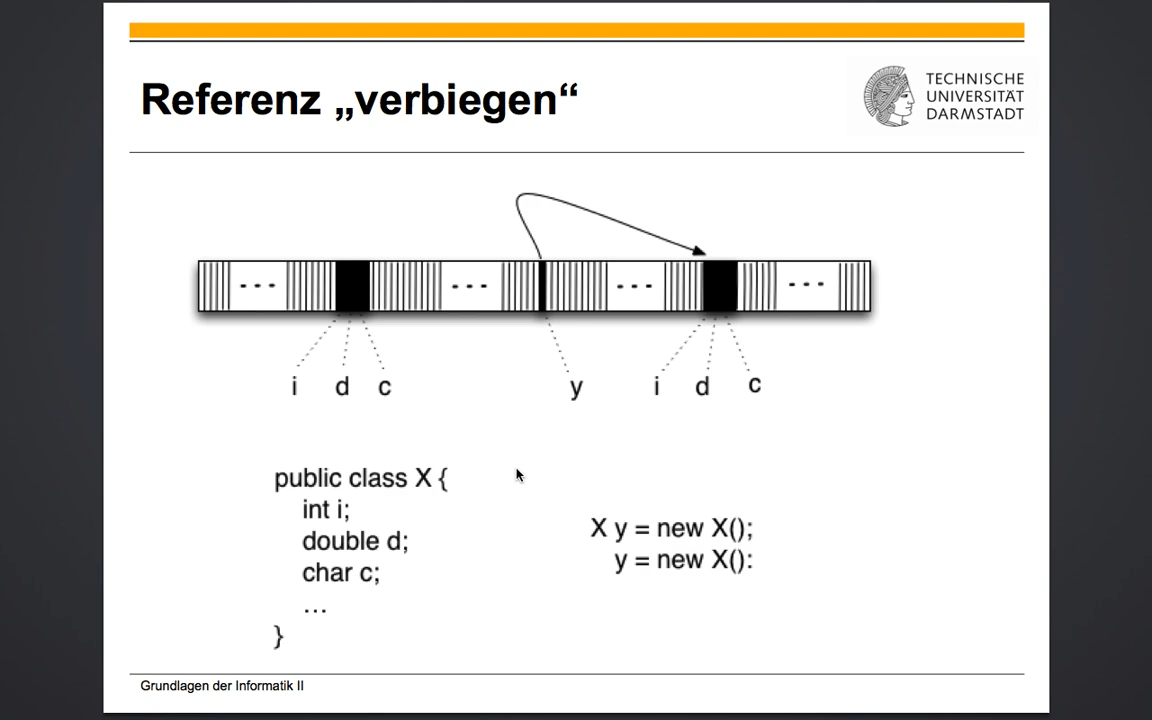 Referenz „verbiegen“
TECHNISCHE
UNIVERSITÄT
DARMSTADT
i d c y i d c
public class X {
int i;
double d;
char c;
...
}
X y = new X();
y = new X():
Grundlagen der Informatik II